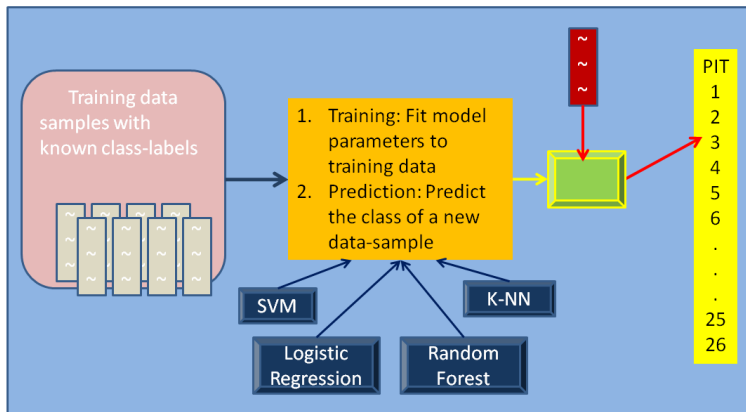 Training data
samples with
known class-labels
~ ~ ~ ~
~ ~ ~ ~
~ ~ ~ ~
~ ~ ~
1. Training: Fit model
parameters to
training data
2. Prediction: Predict
the class of a new
data-sample
SVM
Logistic
Regression
Random
Forest
K-NN
~
~
~
PIT
1
2
3
4
5
6
.
.
.
25
26